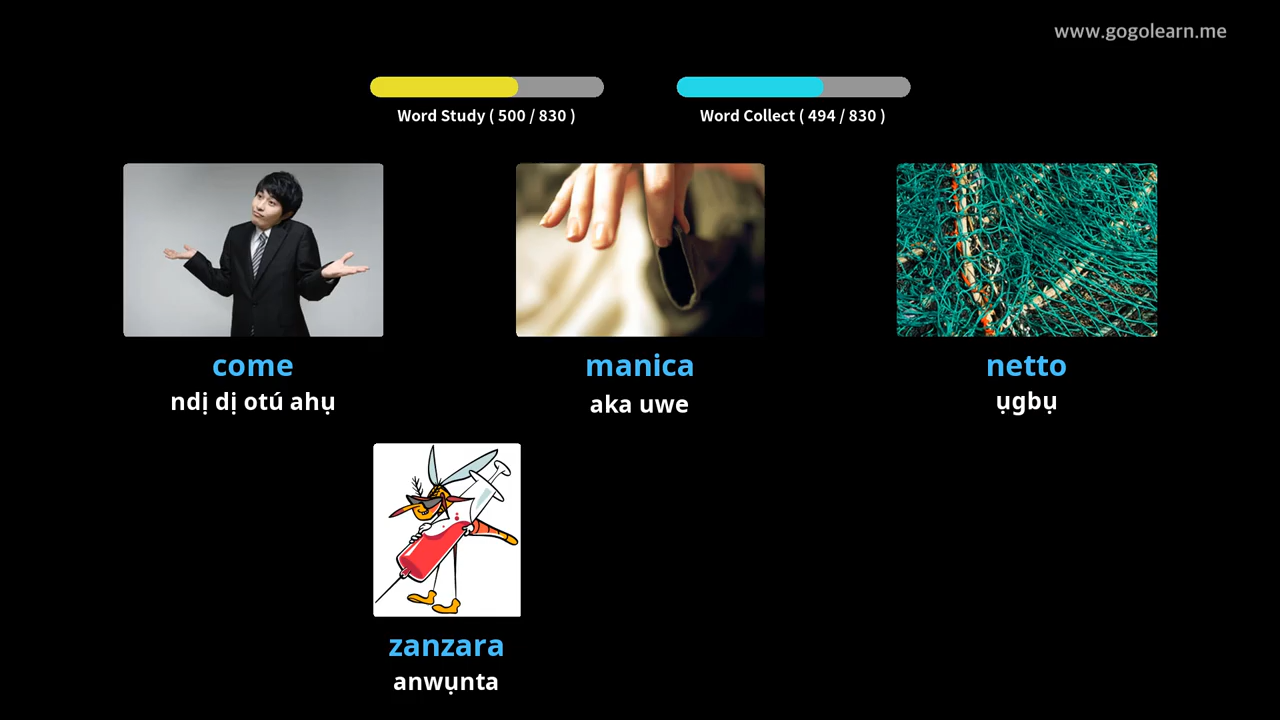 www.gogolearn.me
Word Study ( 500 / 830 )
Word Collect ( 494 / 830 )
come
ndị dị otú ahụ
manica
aka uwe
netto
ụgbụ
zanzara
anwụnta